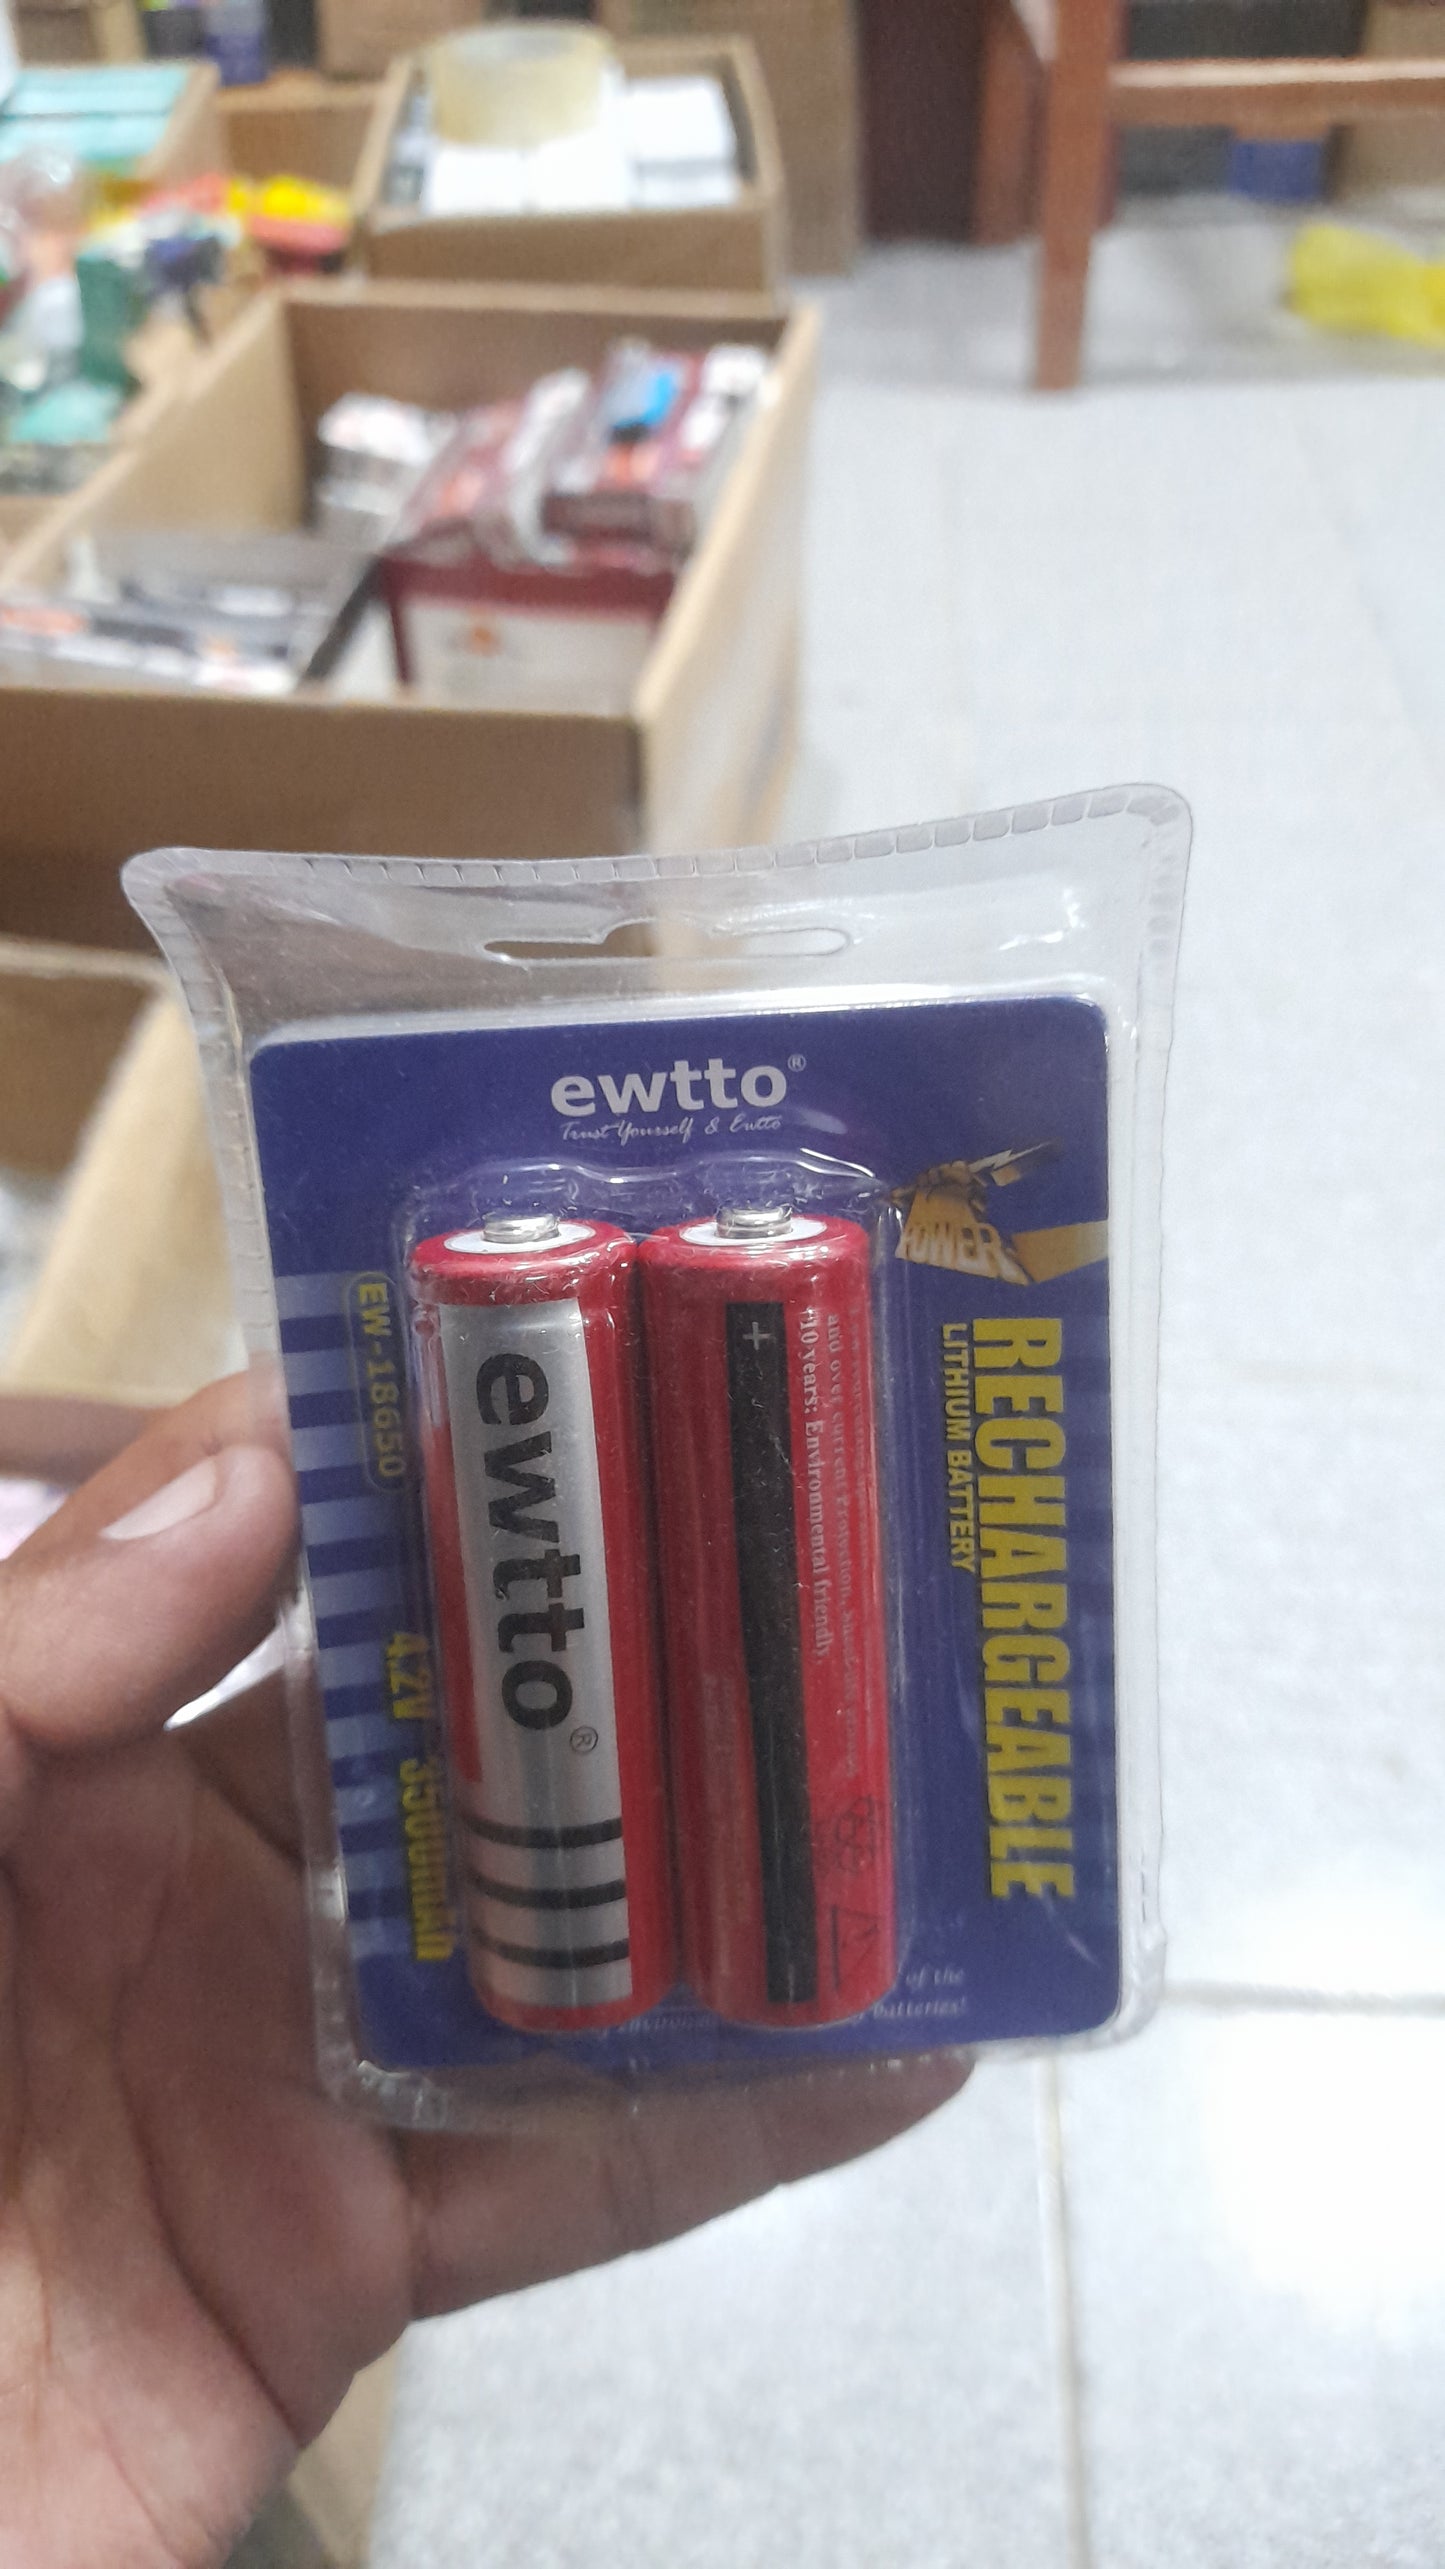 ewtto®
Trust Yourself & Ewtto
POWER
RECHARGEABLE
LITHIUM BATTERY
EW-18650
4.2V 3500mAh
ewtto®
+
and over current Protection,
10 years: Environmental friendly.
of the
batteries!